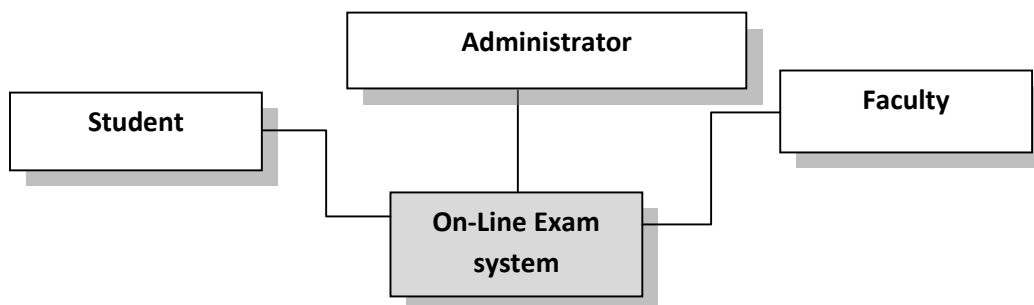 Administrator
Student
Faculty
On-Line Exam
system